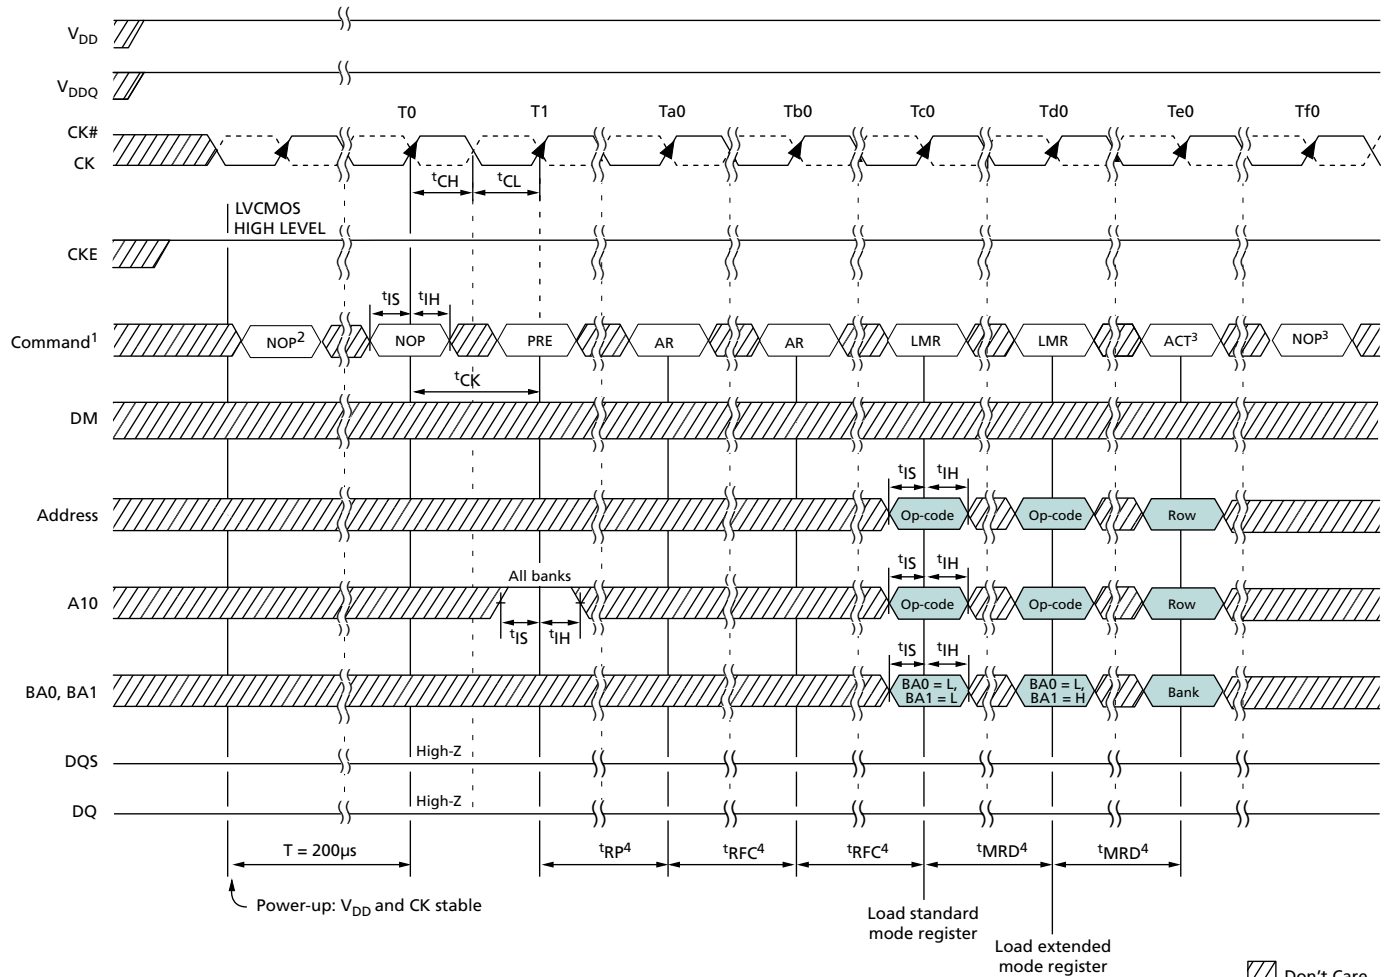 VDD
VDDQ
T0 T1 Ta0 Tb0 Tc0 Td0 Te0 Tf0
CK#
CK
tCH tCL
LVCMOS
HIGH LEVEL
CKE
tIS tIH
Command1 NOP2 NOP PRE AR AR LMR LMR ACT3 NOP3
tCK
DM
tIS tIH
Address Op-code Op-code Row
All banks tIS tIH
A10 Op-code Op-code Row
tIS tIH
tIS tIH
BA0, BA1 BA0 = L, BA1 = L BA0 = L, BA1 = H Bank
DQS High-Z
DQ High-Z
T = 200µs tRP4 tRFC4 tRFC4 tMRD4 tMRD4
Power-up: VDD and CK stable
Load standard
mode register
Load extended
mode register
Don't Care